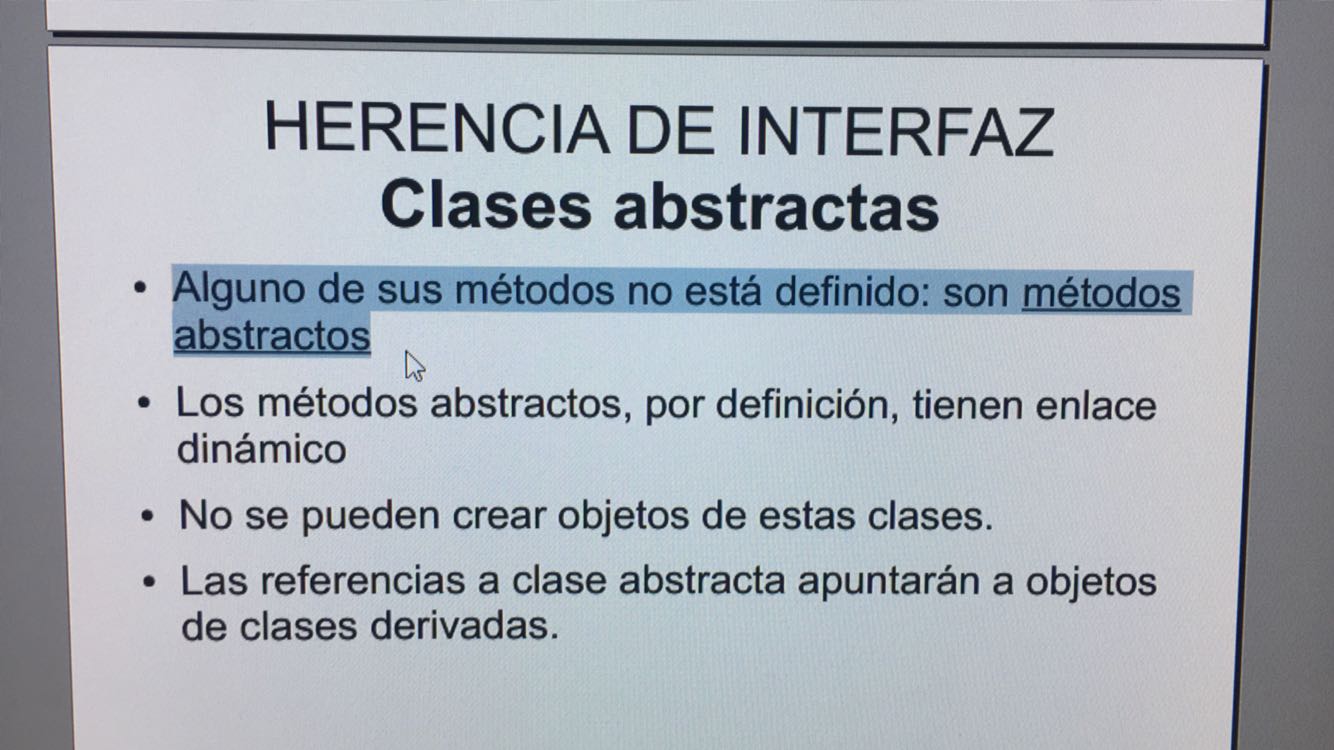 HERENCIA DE INTERFAZ
Clases abstractas
• Alguno de sus métodos no está definido: son métodos
abstractos
• Los métodos abstractos, por definición, tienen enlace
dinámico
• No se pueden crear objetos de estas clases.
• Las referencias a clase abstracta apuntarán a objetos
de clases derivadas.